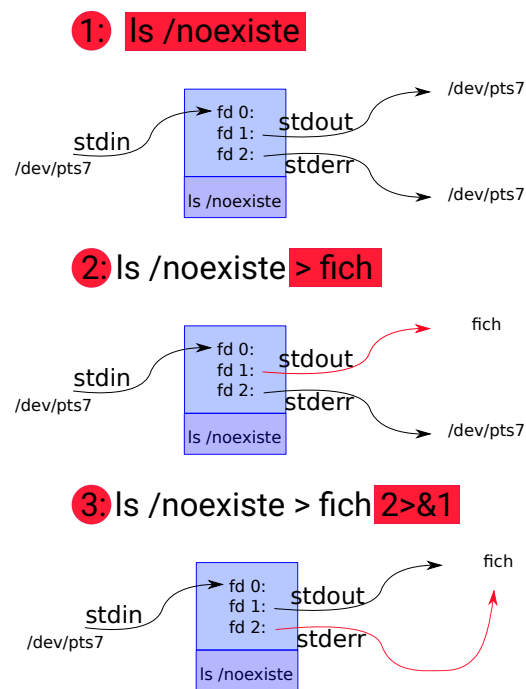 1: ls /noexiste
/dev/pts7
fd 0:
stdout
fd 1:
stdin
fd 2:
stderr
/dev/pts7
ls /noexiste
/dev/pts7
2: ls /noexiste > fich
fich
fd 0:
stdout
fd 1:
stdin
fd 2:
stderr
/dev/pts7
ls /noexiste
/dev/pts7
3: ls /noexiste > fich 2>&1
fich
fd 0:
stdout
fd 1:
stdin
fd 2:
stderr
/dev/pts7
ls /noexiste